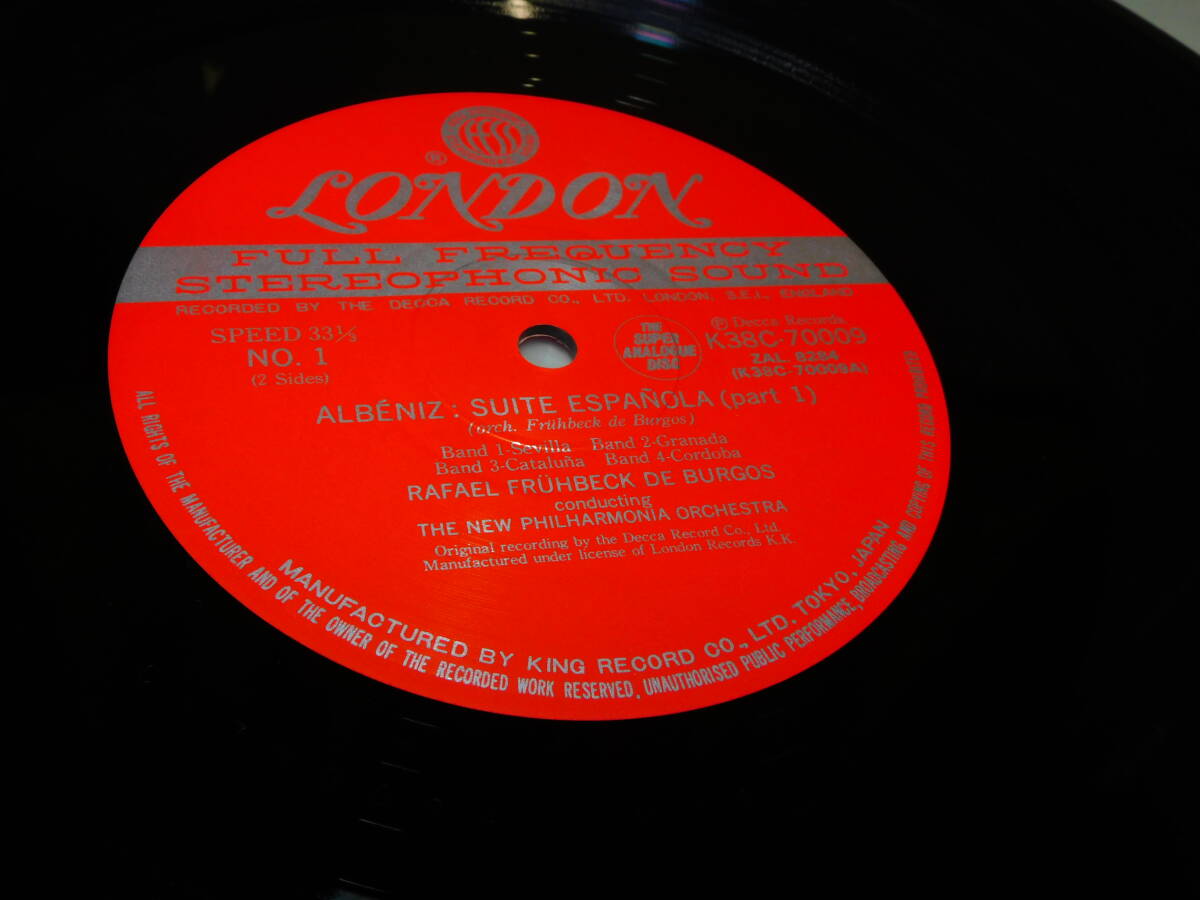 ffss
®
LONDON
FULL FREQUENCY
STEREOPHONIC SOUND
RECORDED BY THE DECCA RECORD CO., LTD. LONDON, S.E.I., ENGLAND
SPEED 33⅓
NO. 1
(2 Sides)
THE
SUPER
ANALOGUE
DISC
Ⓟ Decca Records.
K38C-70009
ZAL. 8284
(K38C-70009A)
ALBÉNIZ : SUITE ESPAÑOLA (part 1)
(orch. Frühbeck de Burgos)
Band 1-Sevilla Band 2-Granada
Band 3-Cataluña Band 4-Cordoba
RAFAEL FRÜHBECK DE BURGOS
conducting
THE NEW PHILHARMONIA ORCHESTRA
Original recording by the Decca Record Co., Ltd.
Manufactured under license of London Records K.K.
MANUFACTURED BY KING RECORD CO., LTD. TOKYO, JAPAN
ALL RIGHTS OF THE MANUFACTURER AND OF THE OWNER OF THE RECORDED WORK RESERVED. UNAUTHORISED PUBLIC PERFORMANCE, BROADCASTING AND COPYING OF THIS RECORD PROHIBITED